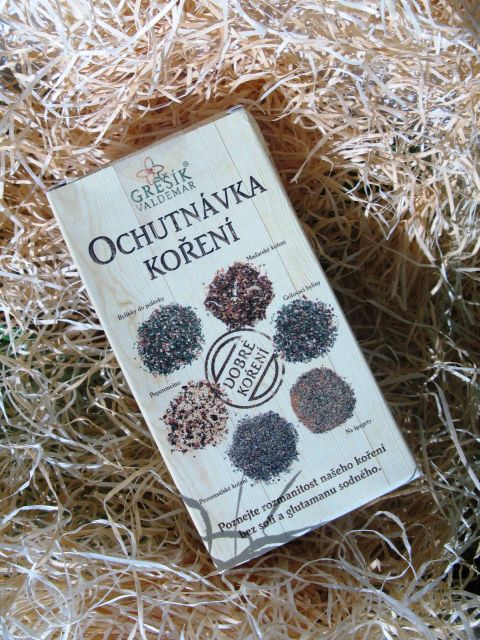 GREŠÍK®
VALDEMAR
OCHUTNÁVKA
KOŘENÍ
Maďarské koření
Bylinky do polévky
Grilovací byliny
DOBRÉ
KOŘENÍ
Peperoncino
Na špagety
Provensálské koření
Poznejte rozmanitost našeho koření
bez soli a glutamanu sodného.